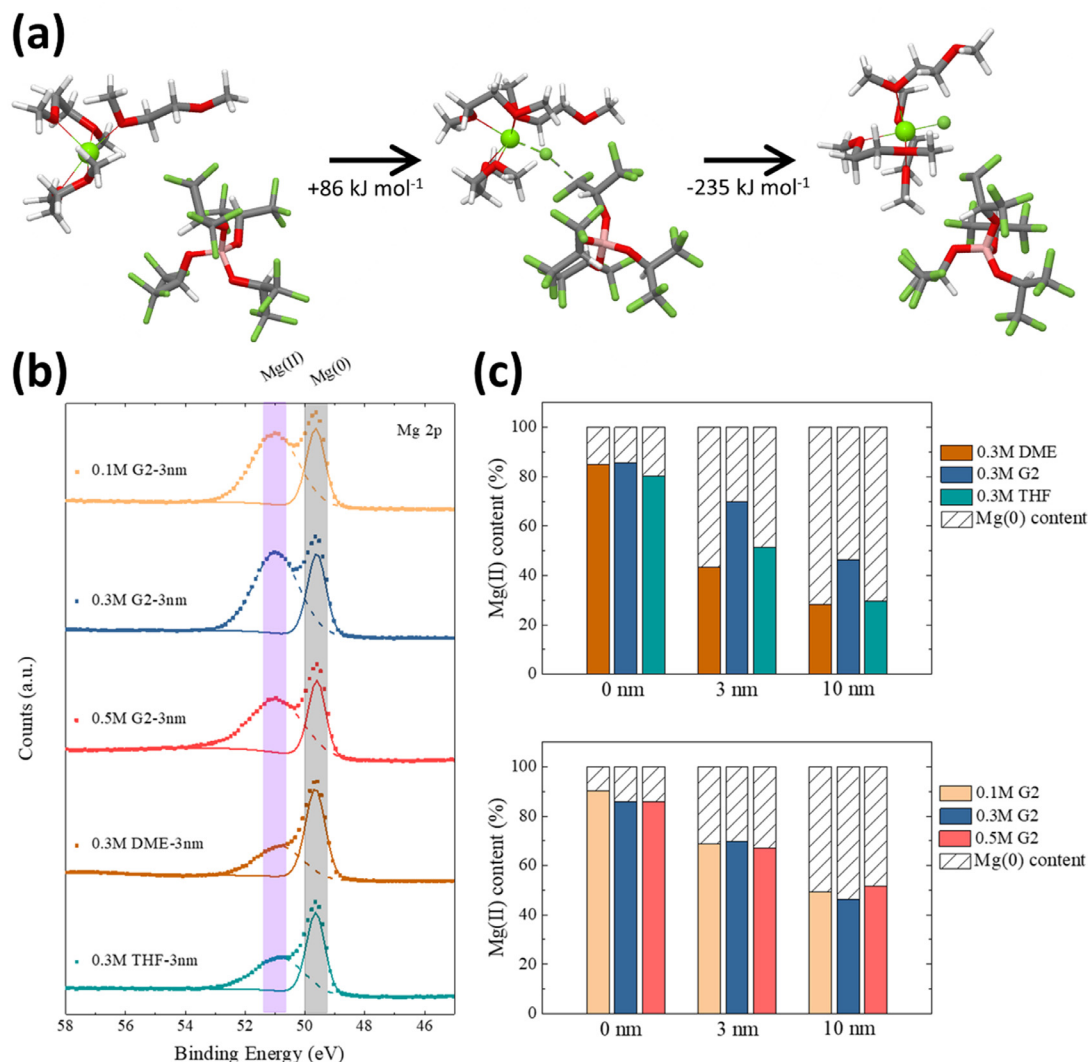 (a)
+86 kJ mol⁻¹
-235 kJ mol⁻¹
(b)
Mg(II)
Mg(0)
Mg 2p
0.1M G2-3nm
0.3M G2-3nm
0.5M G2-3nm
0.3M DME-3nm
0.3M THF-3nm
Counts (a.u.)
58 56 54 52 50 48 46
Binding Energy (eV)
(c)
Mg(II) content (%)
100
80
60
40
20
0
0 nm 3 nm 10 nm
0.3M DME
0.3M G2
0.3M THF
Mg(0) content
Mg(II) content (%)
100
80
60
40
20
0
0 nm 3 nm 10 nm
0.1M G2
0.3M G2
0.5M G2
Mg(0) content